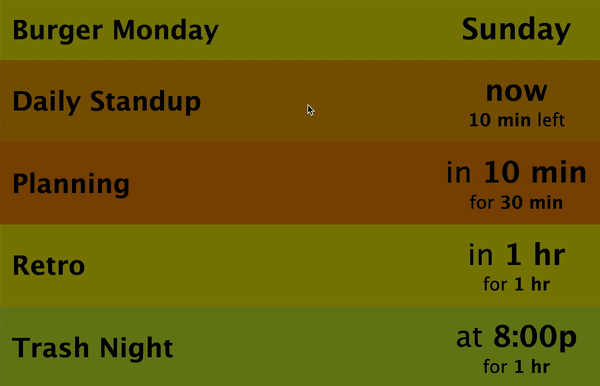 Burger Monday
Sunday
Daily Standup
now
10 min left
Planning
in 10 min
for 30 min
Retro
in 1 hr
for 1 hr
Trash Night
at 8:00p
for 1 hr